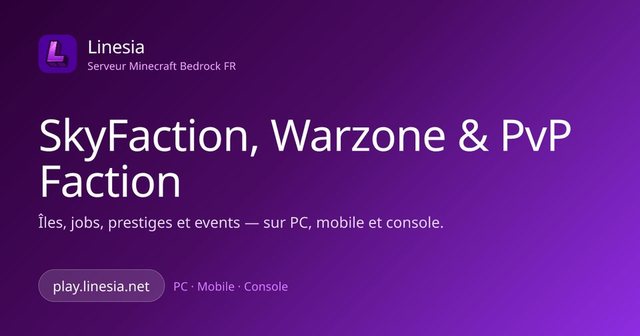 Linesia
Serveur Minecraft Bedrock FR
SkyFaction, Warzone & PvP
Faction
Îles, jobs, prestiges et events — sur PC, mobile et console.
play.linesia.net
PC · Mobile · Console